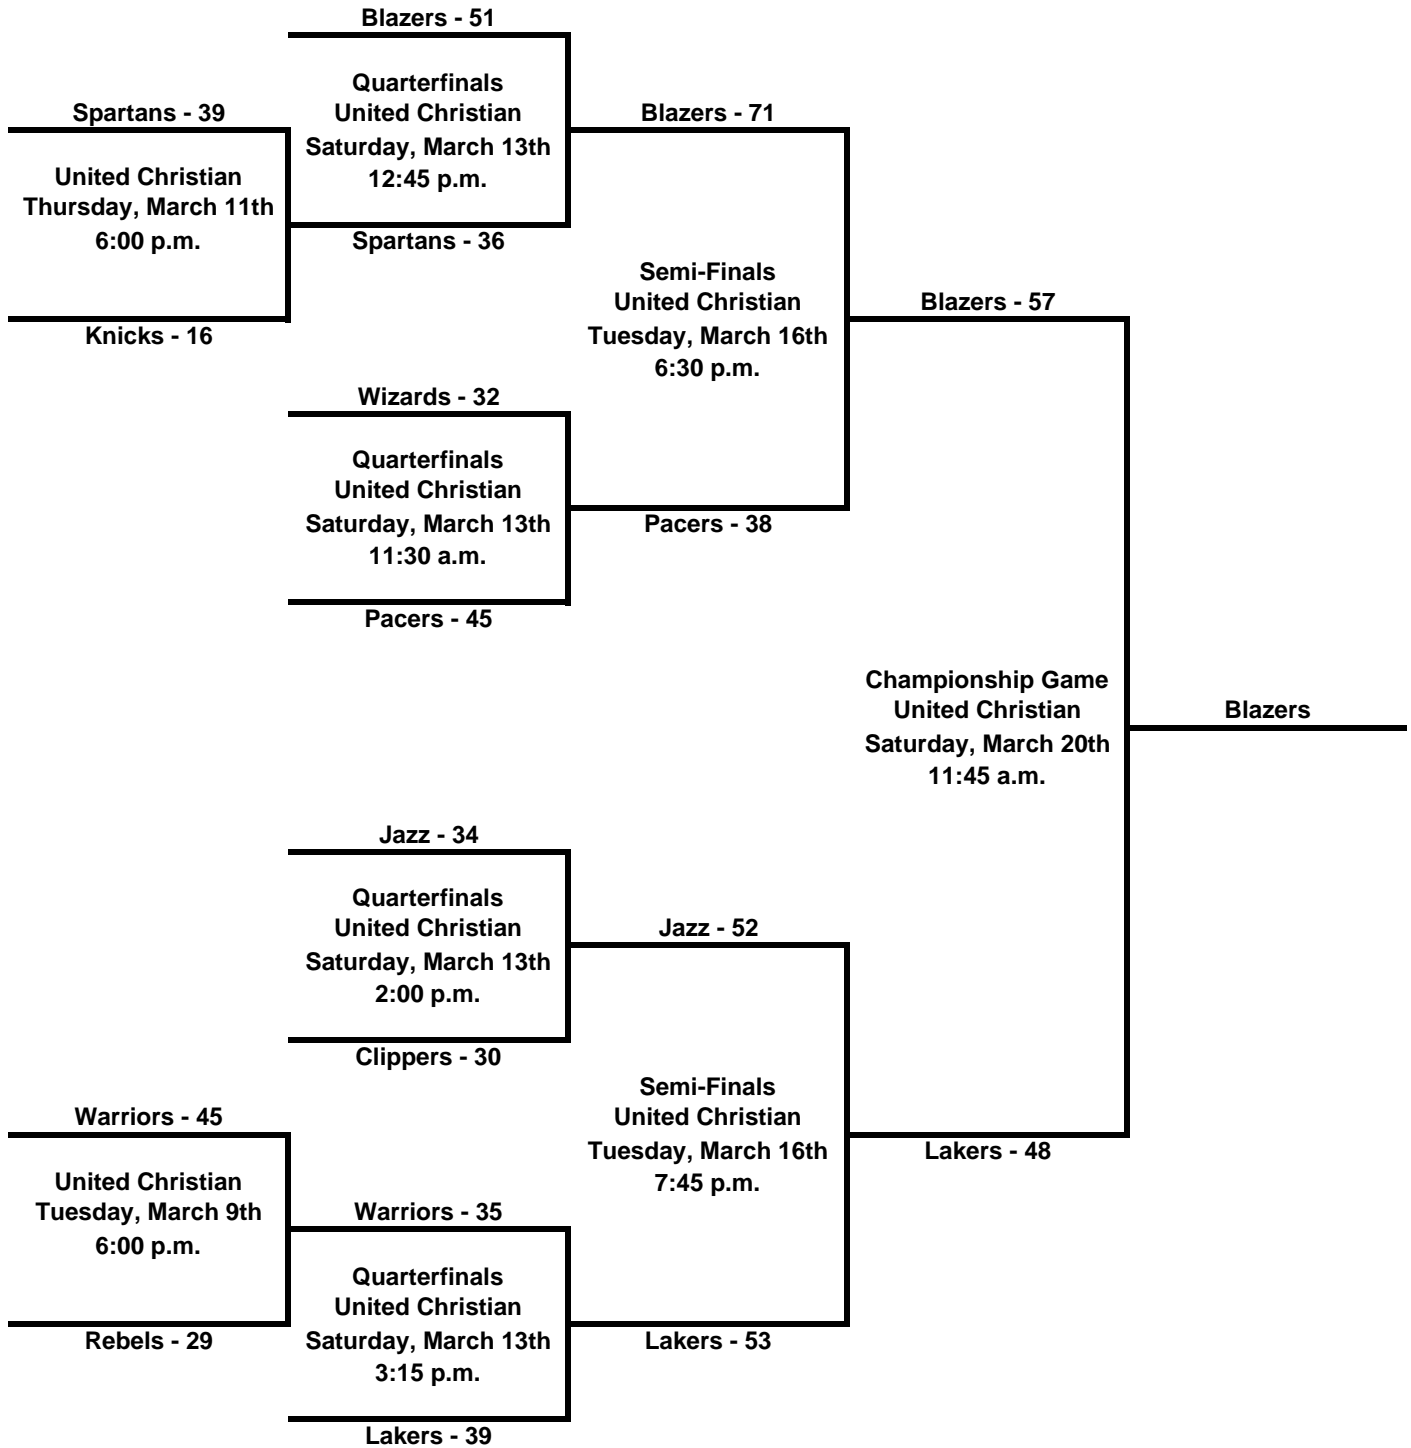 Blazers - 51
Quarterfinals
United Christian
Saturday, March 13th
12:45 p.m.
Spartans - 39
United Christian
Thursday, March 11th
6:00 p.m.
Knicks - 16
Spartans - 36
Blazers - 71
Semi-Finals
United Christian
Tuesday, March 16th
6:30 p.m.
Wizards - 32
Quarterfinals
United Christian
Saturday, March 13th
11:30 a.m.
Pacers - 45
Pacers - 38
Blazers - 57
Championship Game
United Christian
Saturday, March 20th
11:45 a.m.
Blazers
Jazz - 34
Quarterfinals
United Christian
Saturday, March 13th
2:00 p.m.
Clippers - 30
Jazz - 52
Semi-Finals
United Christian
Tuesday, March 16th
7:45 p.m.
Lakers - 48
Warriors - 45
United Christian
Tuesday, March 9th
6:00 p.m.
Rebels - 29
Warriors - 35
Quarterfinals
United Christian
Saturday, March 13th
3:15 p.m.
Lakers - 39
Lakers - 53